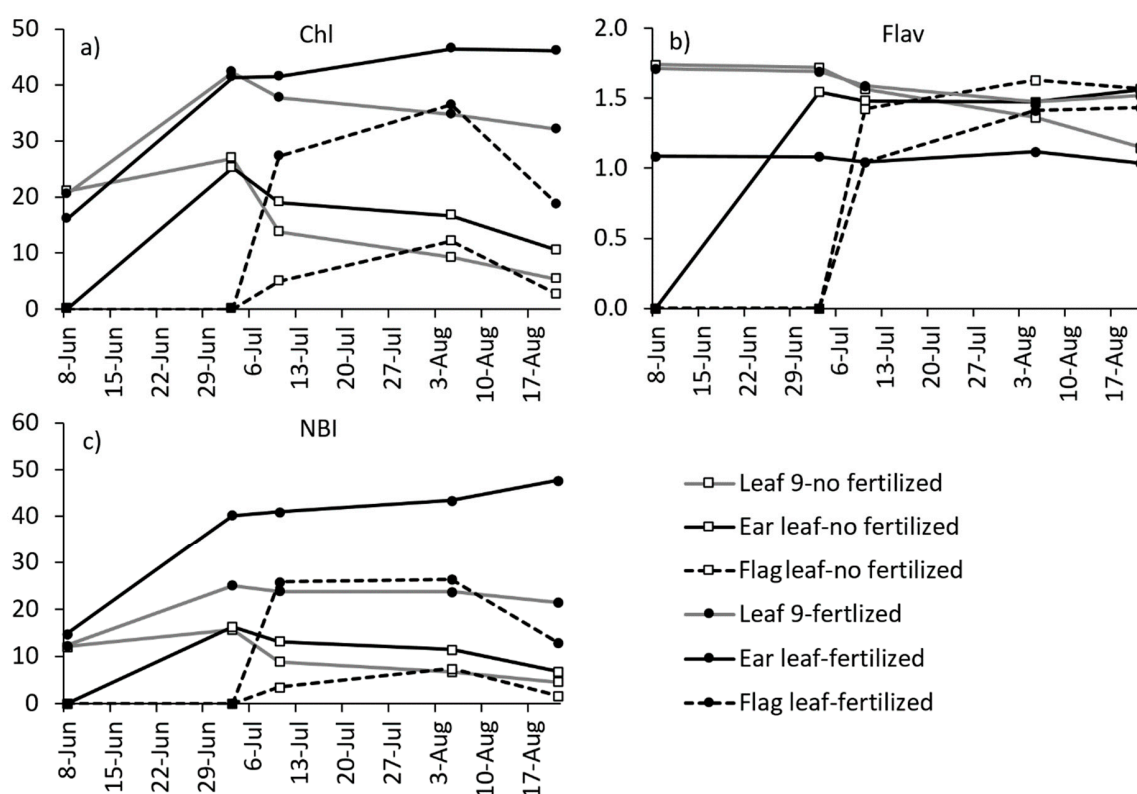 a) Chl
50
40
30
20
10
0
8-Jun
15-Jun
22-Jun
29-Jun
6-Jul
13-Jul
20-Jul
27-Jul
3-Aug
10-Aug
17-Aug
b) Flav
2.0
1.5
1.0
0.5
0.0
8-Jun
15-Jun
22-Jun
29-Jun
6-Jul
13-Jul
20-Jul
27-Jul
3-Aug
10-Aug
17-Aug
c) NBI
60
50
40
30
20
10
0
8-Jun
15-Jun
22-Jun
29-Jun
6-Jul
13-Jul
20-Jul
27-Jul
3-Aug
10-Aug
17-Aug
Leaf 9-no fertilized
Ear leaf-no fertilized
Flag leaf-no fertilized
Leaf 9-fertlized
Ear leaf-fertilized
Flag leaf-fertilized